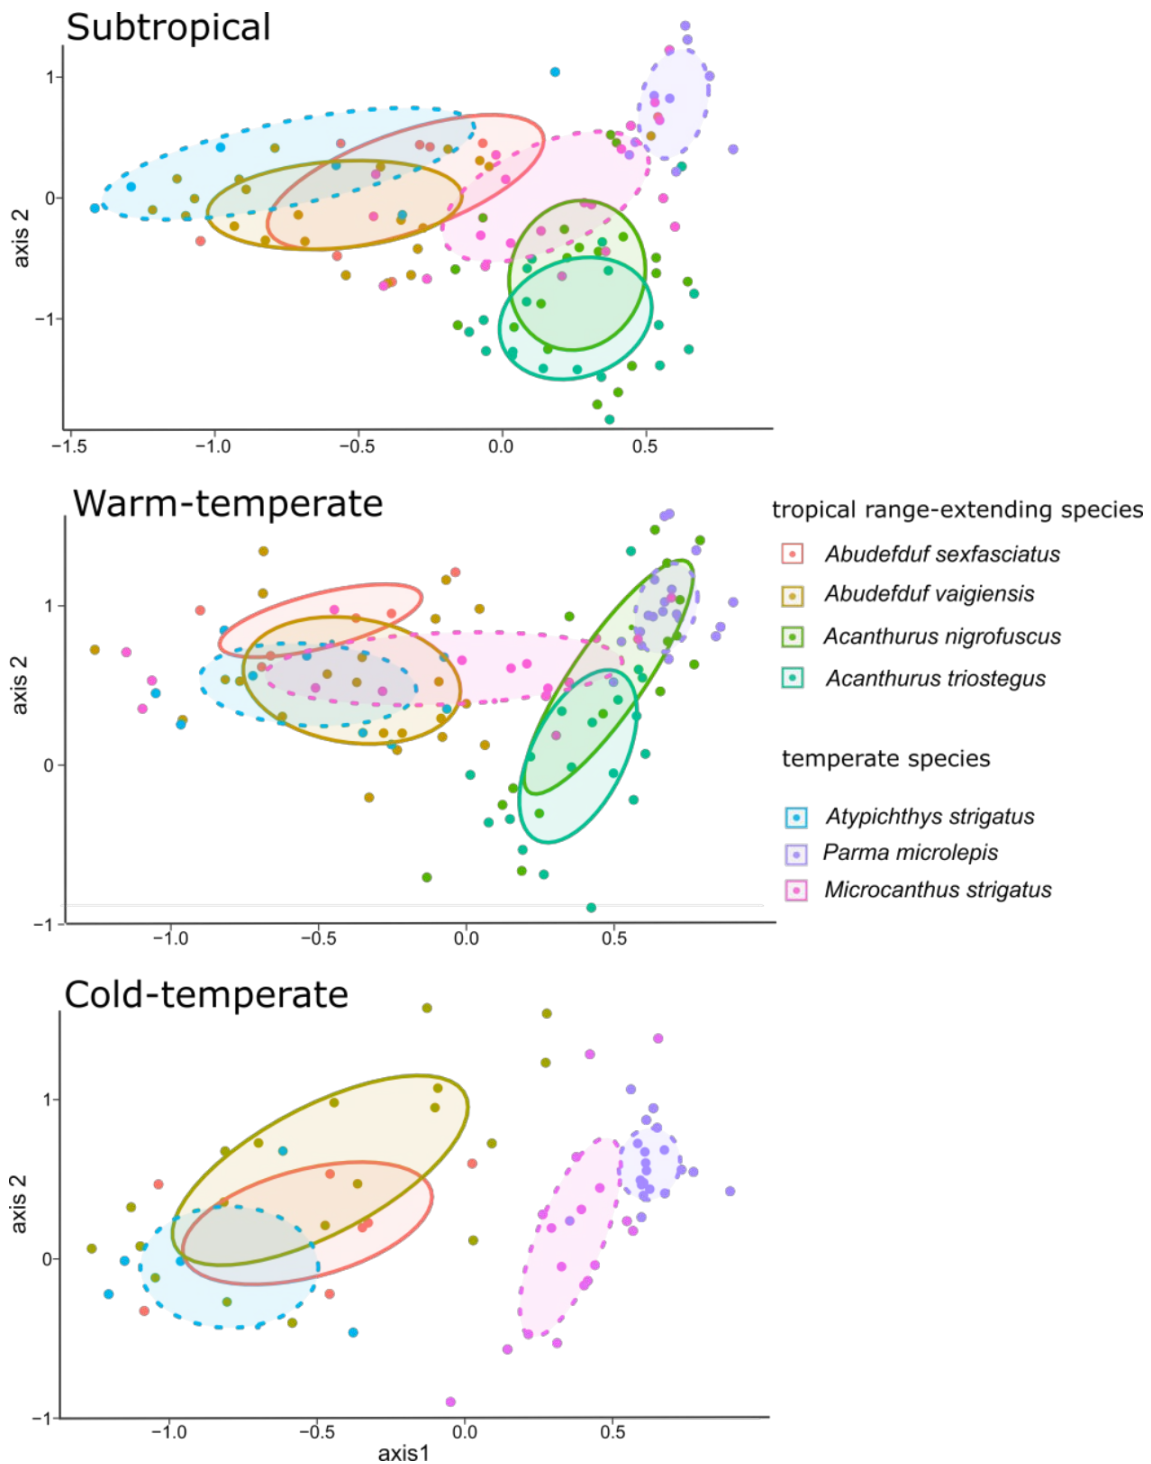 Subtropical
1
0
−1
axis 2
−1.5 −1.0 −0.5 0.0 0.5
Warm-temperate
1
0
−1
axis 2
−1.0 −0.5 0.0 0.5
tropical range-extending species
Abudefduf sexfasciatus
Abudefduf vaigiensis
Acanthurus nigrofuscus
Acanthurus triostegus
temperate species
Atypichthys strigatus
Parma microlepis
Microcanthus strigatus
Cold-temperate
1
0
−1
axis 2
−1.0 −0.5 0.0 0.5
axis1